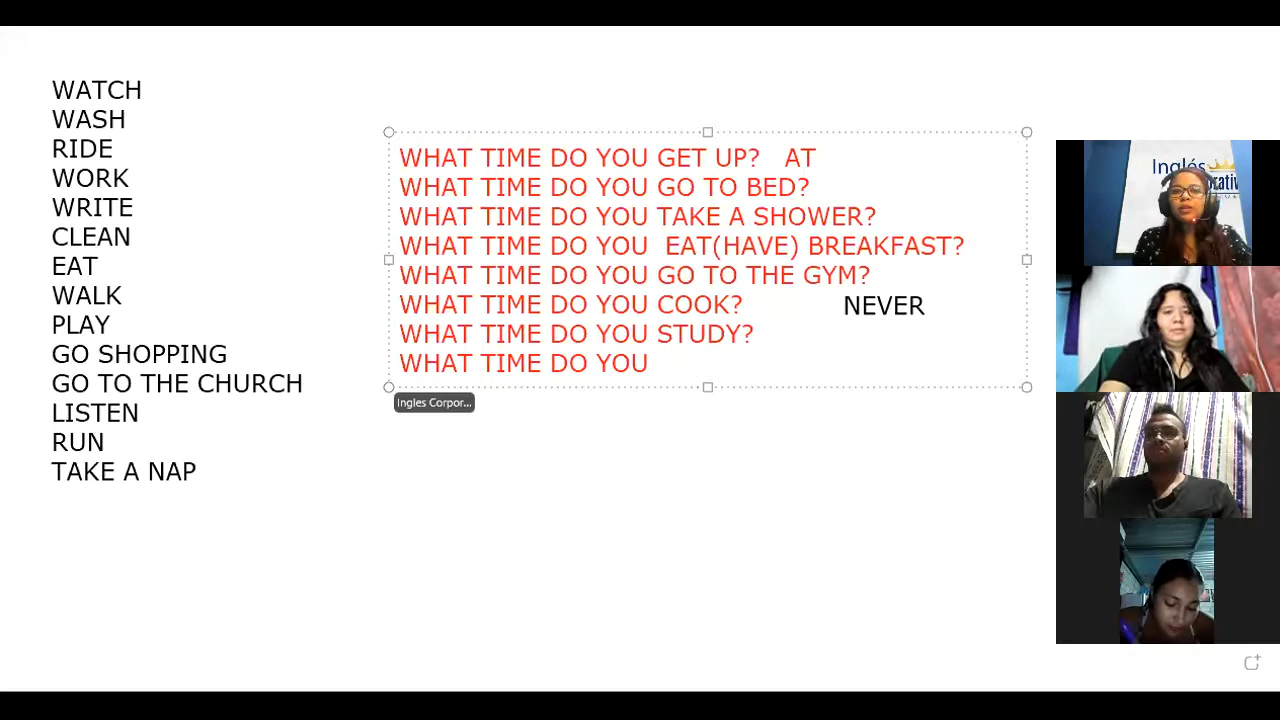 WATCH
WASH
RIDE
WORK
WRITE
CLEAN
EAT
WALK
PLAY
GO SHOPPING
GO TO THE CHURCH
LISTEN
RUN
TAKE A NAP
WHAT TIME DO YOU GET UP? AT
WHAT TIME DO YOU GO TO BED?
WHAT TIME DO YOU TAKE A SHOWER?
WHAT TIME DO YOU EAT(HAVE) BREAKFAST?
WHAT TIME DO YOU GO TO THE GYM?
WHAT TIME DO YOU COOK? NEVER
WHAT TIME DO YOU STUDY?
WHAT TIME DO YOU
Ingles Corpor...
Inglés